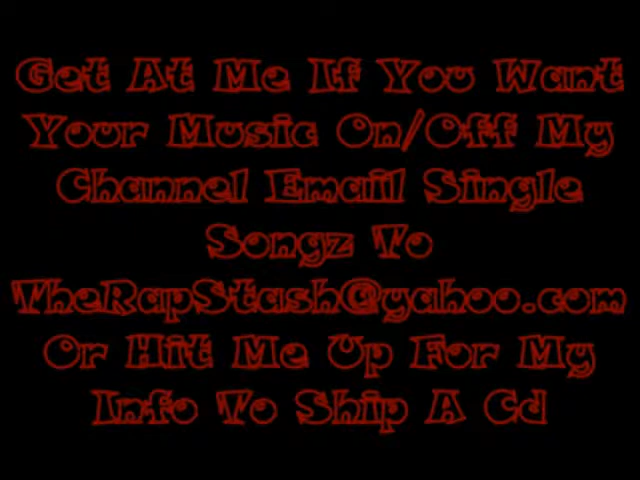 Get At Me If You Want
Your Music On/Off My
Channel Email Single
Songz To
TheRapStash@yahoo.com
Or Hit Me Up For My
Info To Ship A Cd